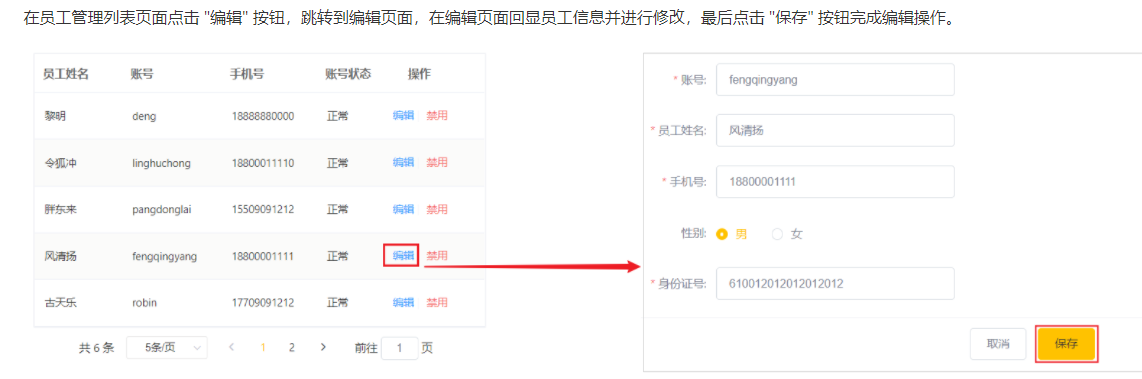 在员工管理列表页面点击 "编辑" 按钮，跳转到编辑页面，在编辑页面回显员工信息并进行修改，最后点击 "保存" 按钮完成编辑操作。
员工姓名 账号 手机号 账号状态 操作
黎明 deng 18888880000 正常 编辑 禁用
令狐冲 linghuchong 18800011110 正常 编辑 禁用
胖东来 pangdonglai 15509091212 正常 编辑 禁用
风清扬 fengqingyang 18800001111 正常 编辑 禁用
古天乐 robin 17709091212 正常 编辑 禁用
共 6 条 5条/页 < 1 2 > 前往 1 页
* 账号: fengqingyang
* 员工姓名: 风清扬
* 手机号: 18800001111
性别: 男 女
* 身份证号: 610012012012012012
取消 保存